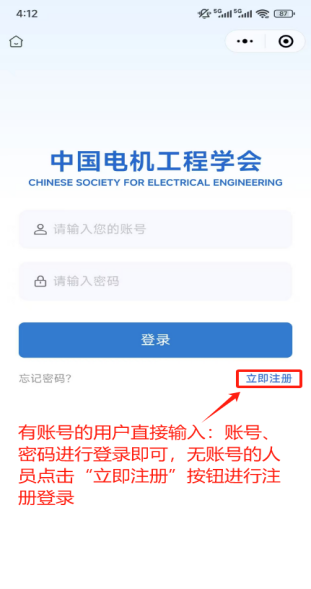 4:12
5G 5G 87
中国电机工程学会
CHINESE SOCIETY FOR ELECTRICAL ENGINEERING
请输入您的账号
请输入密码
登录
忘记密码? 立即注册
有账号的用户直接输入：账号、
密码进行登录即可，无账号的人
员点击“立即注册”按钮进行注
册登录